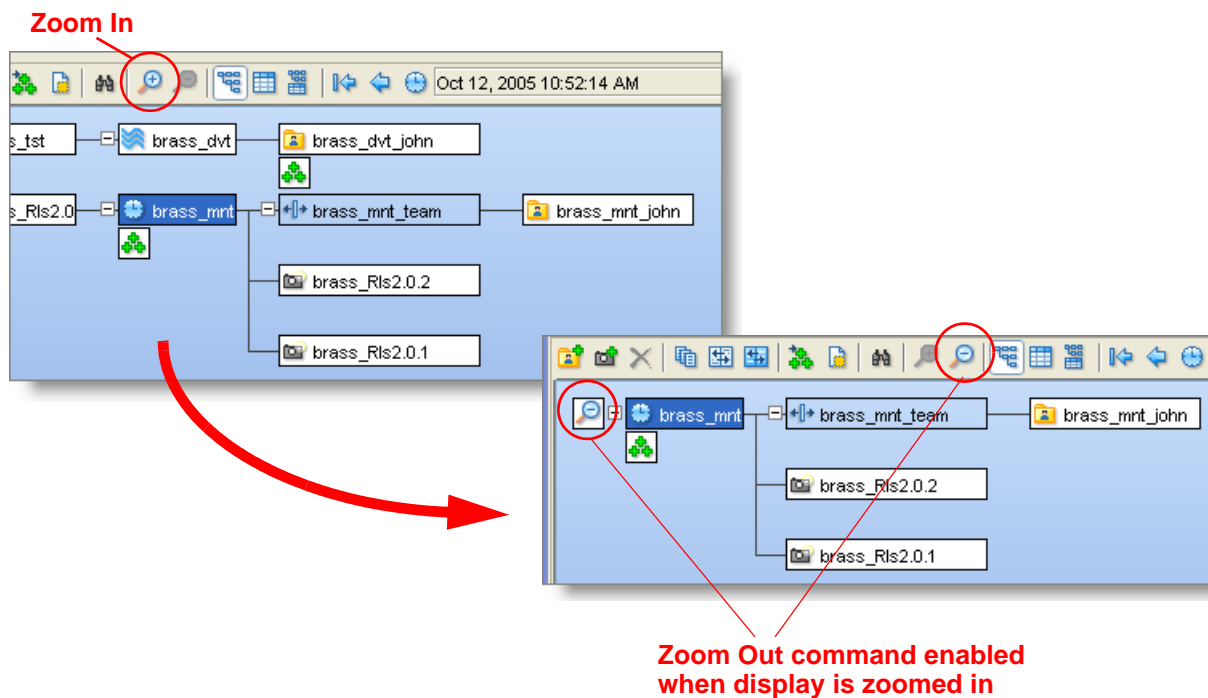 Zoom In
Oct 12, 2005 10:52:14 AM
s_tst
brass_dvt
brass_dvt_john
s_Rls2.0
brass_mnt
brass_mnt_team
brass_mnt_john
brass_Rls2.0.2
brass_Rls2.0.1
brass_mnt
brass_mnt_team
brass_mnt_john
brass_Rls2.0.2
brass_Rls2.0.1
Zoom Out command enabled
when display is zoomed in